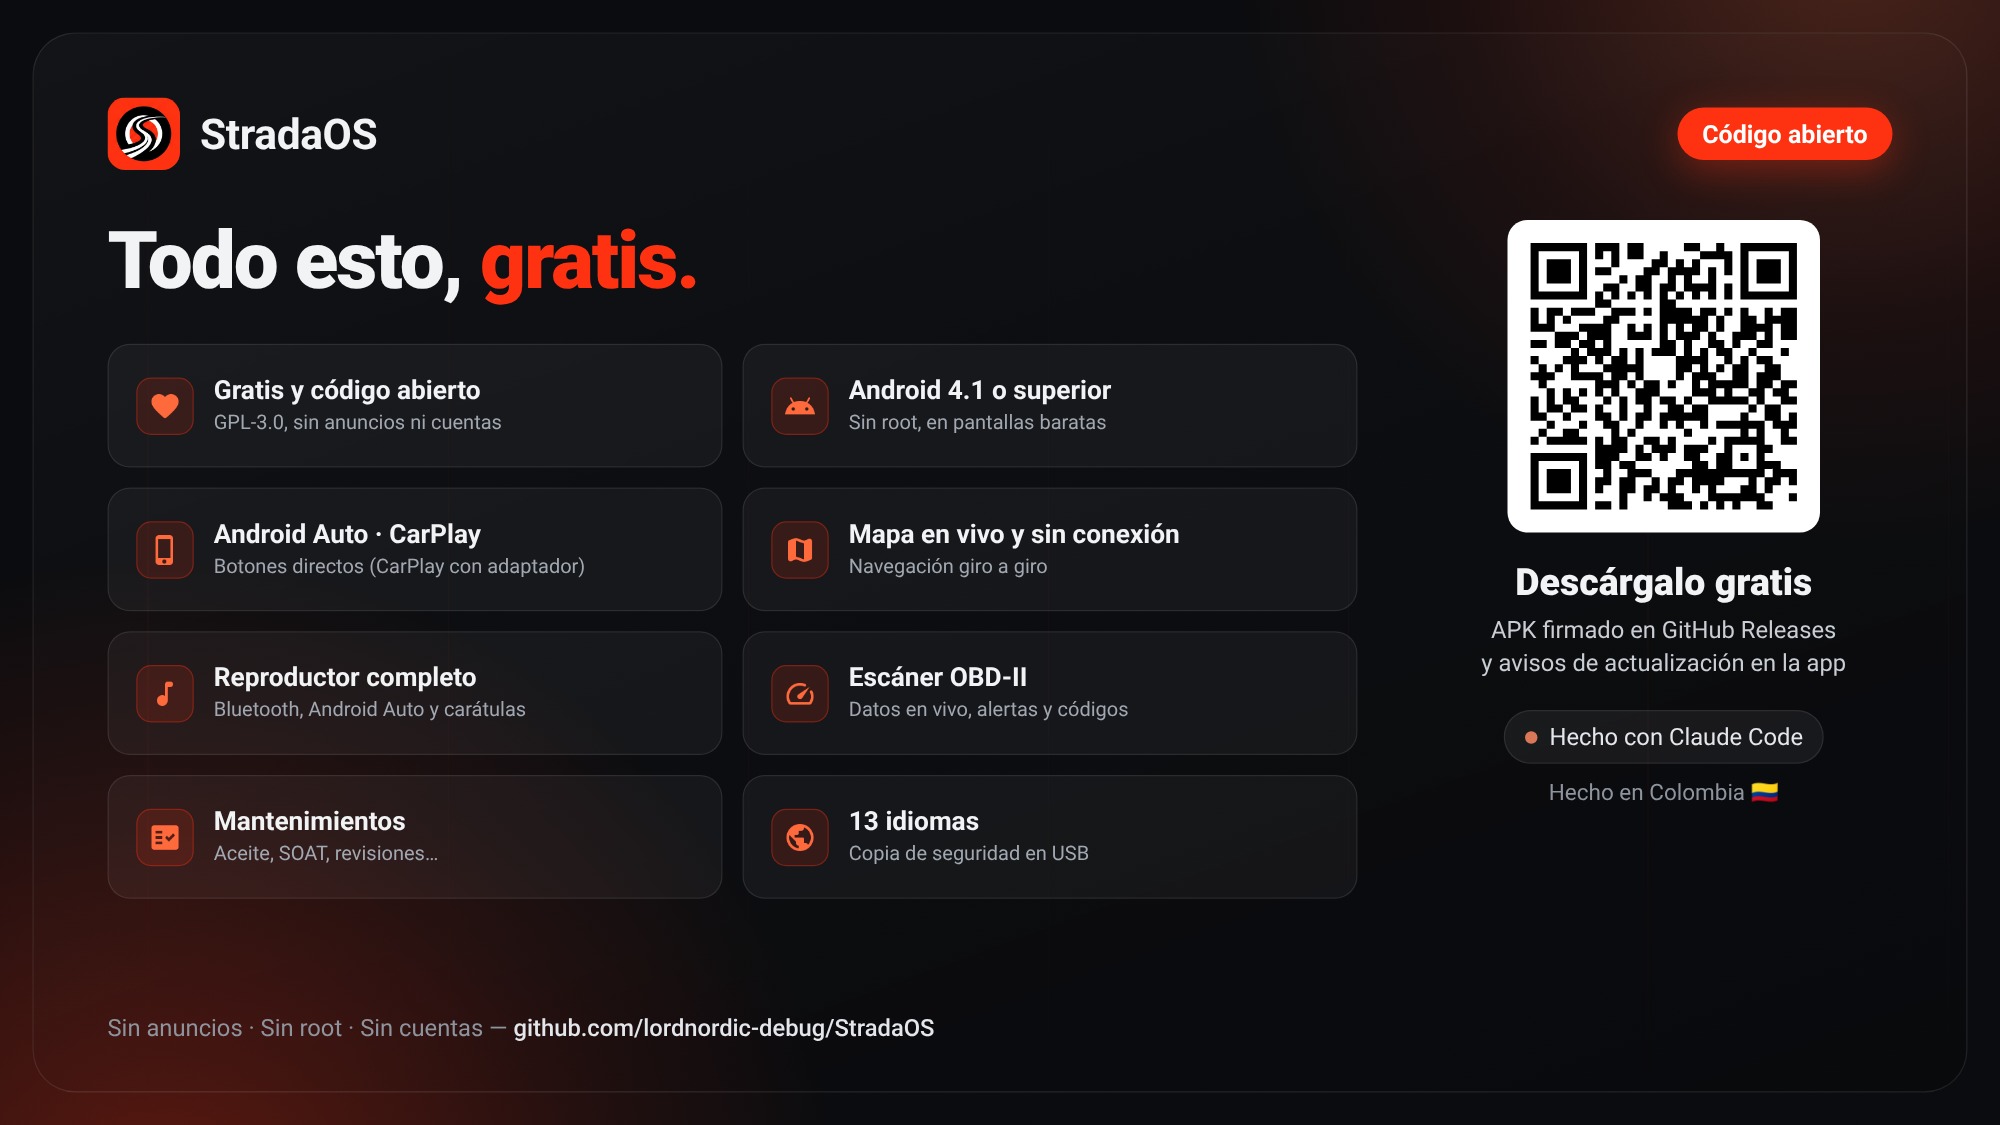 StradaOS
Código abierto
Todo esto, gratis.
Gratis y código abierto
GPL-3.0, sin anuncios ni cuentas
Android 4.1 o superior
Sin root, en pantallas baratas
Android Auto · CarPlay
Botones directos (CarPlay con adaptador)
Mapa en vivo y sin conexión
Navegación giro a giro
Reproductor completo
Bluetooth, Android Auto y carátulas
Escáner OBD-II
Datos en vivo, alertas y códigos
Mantenimientos
Aceite, SOAT, revisiones…
13 idiomas
Copia de seguridad en USB
Descárgalo gratis
APK firmado en GitHub Releases
y avisos de actualización en la app
Hecho con Claude Code
Hecho en Colombia 🇨🇴
Sin anuncios · Sin root · Sin cuentas — github.com/lordnordic-debug/StradaOS